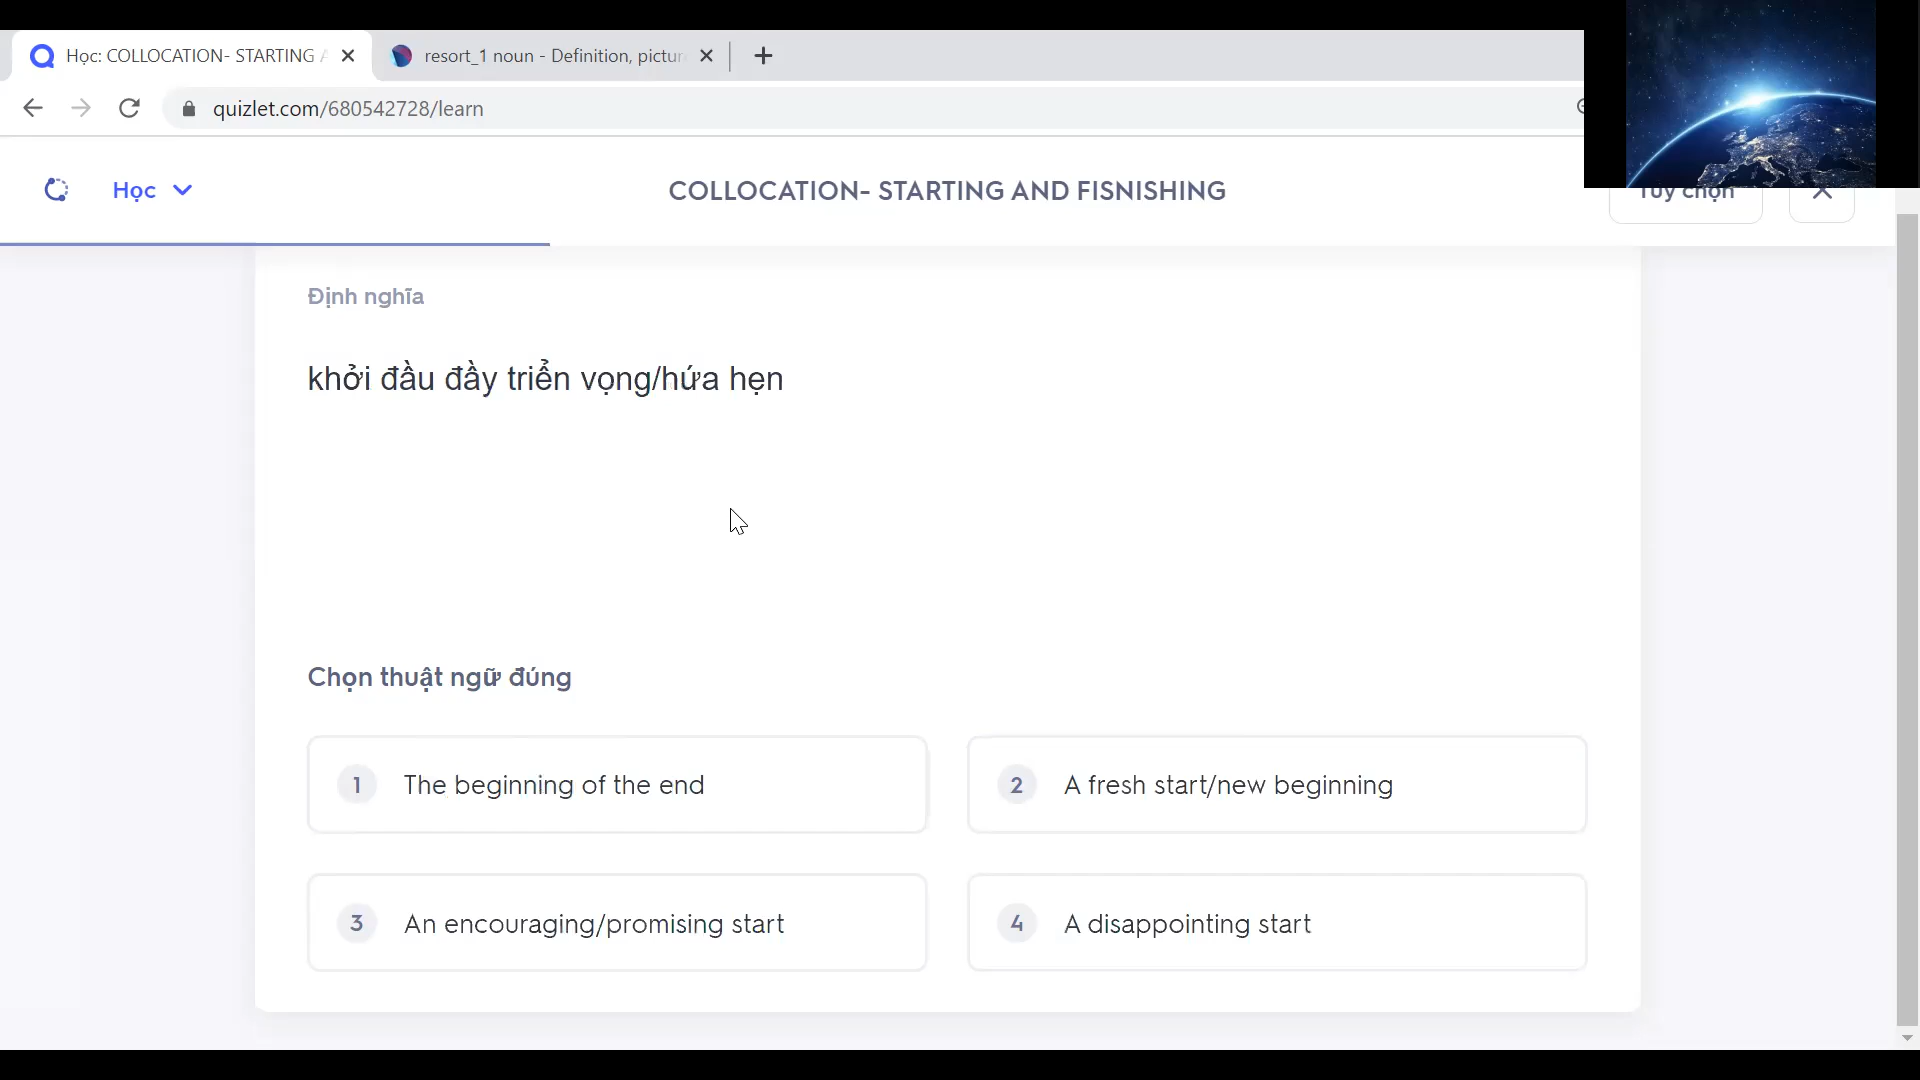 Học: COLLOCATION- STARTING
resort_1 noun - Definition, pictur
quizlet.com/680542728/learn
Học
COLLOCATION- STARTING AND FISNISHING
Tùy chọn
Định nghĩa
khởi đầu đầy triển vọng/hứa hẹn
Chọn thuật ngữ đúng
1 The beginning of the end
2 A fresh start/new beginning
3 An encouraging/promising start
4 A disappointing start